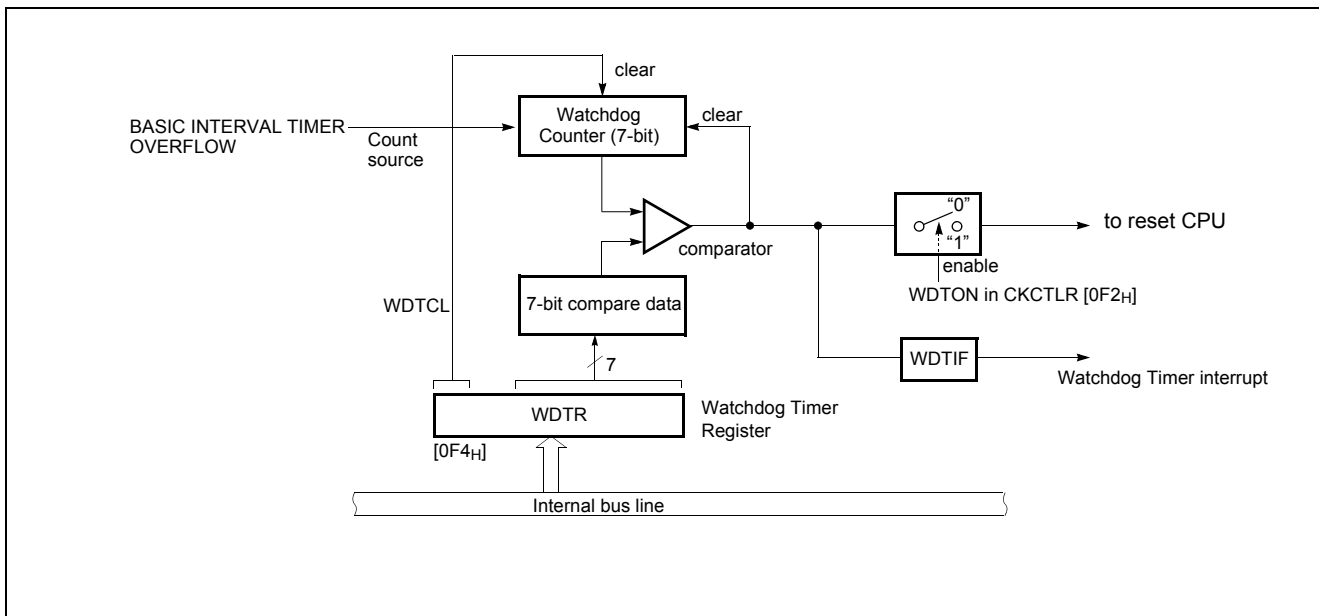 clear
Watchdog
Counter (7-bit)
clear
BASIC INTERVAL TIMER
OVERFLOW
Count
source
“0”
“1”
to reset CPU
comparator
enable
WDTON in CKCTLR [0F2H]
WDTCL
7-bit compare data
7
WDTIF
Watchdog Timer interrupt
WDTR
Watchdog Timer
Register
[0F4H]
Internal bus line